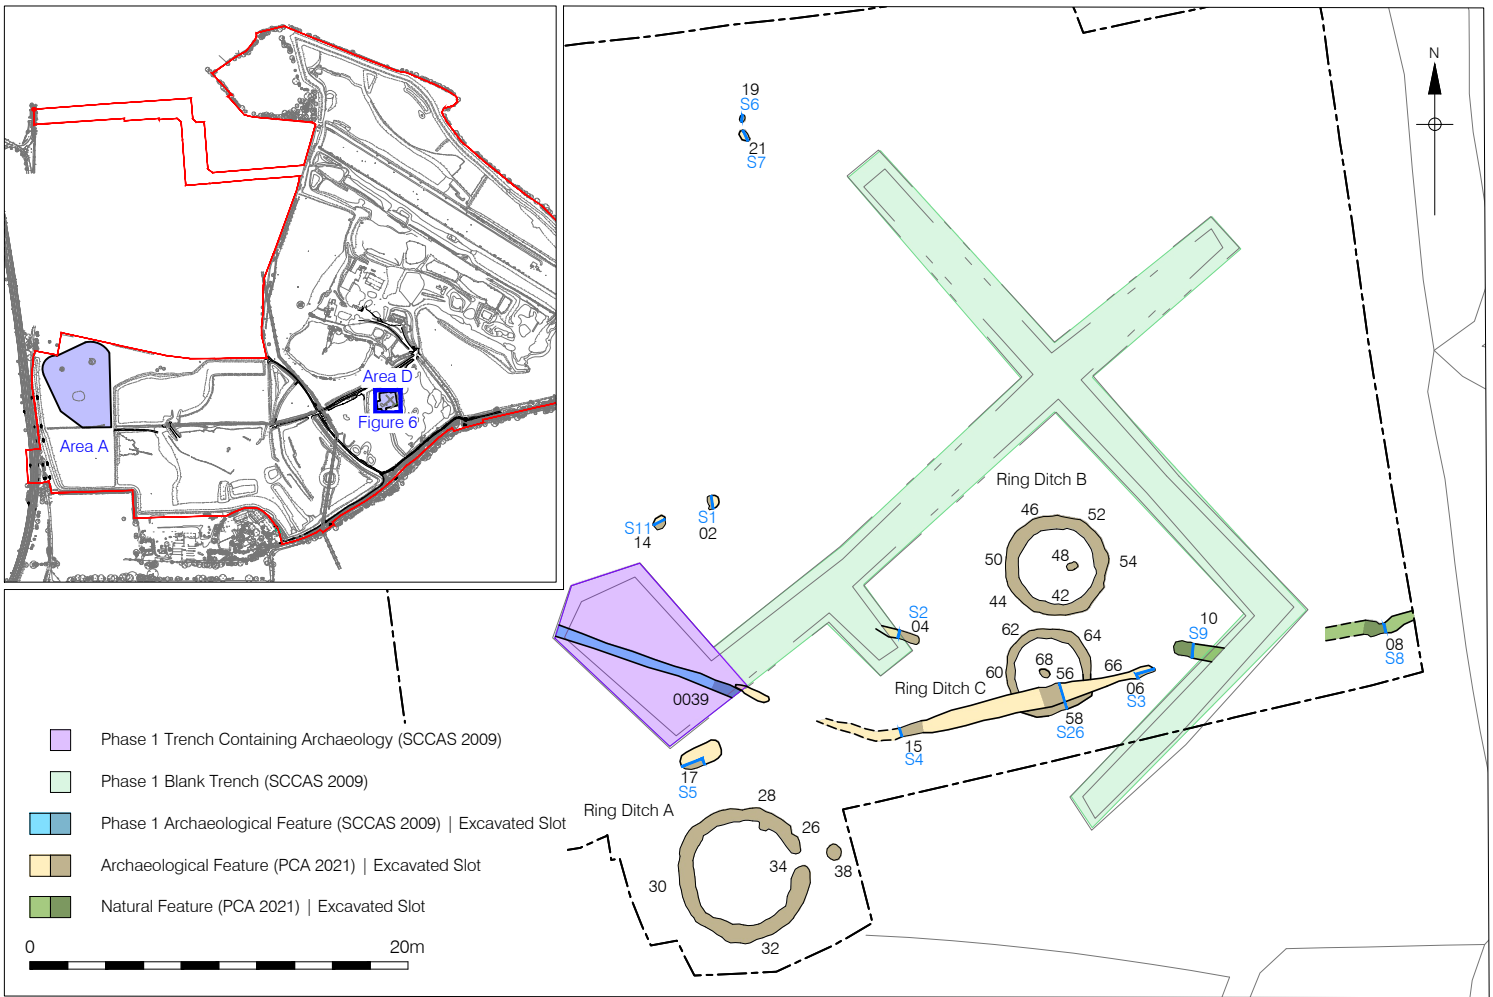 Area D
Figure 6
Area A
N
19
S6
21
S7
Ring Ditch B
46
52
50
48
54
44
42
S1
02
S11
14
S2
04
10
S9
08
S8
62
64
60
68
56
66
Ring Ditch C
06
S3
58
S26
15
S4
0039
17
S5
Ring Ditch A
28
26
34
38
30
32
Phase 1 Trench Containing Archaeology (SCCAS 2009)
Phase 1 Blank Trench (SCCAS 2009)
Phase 1 Archaeological Feature (SCCAS 2009) | Excavated Slot
Archaeological Feature (PCA 2021) | Excavated Slot
Natural Feature (PCA 2021) | Excavated Slot
0 20m